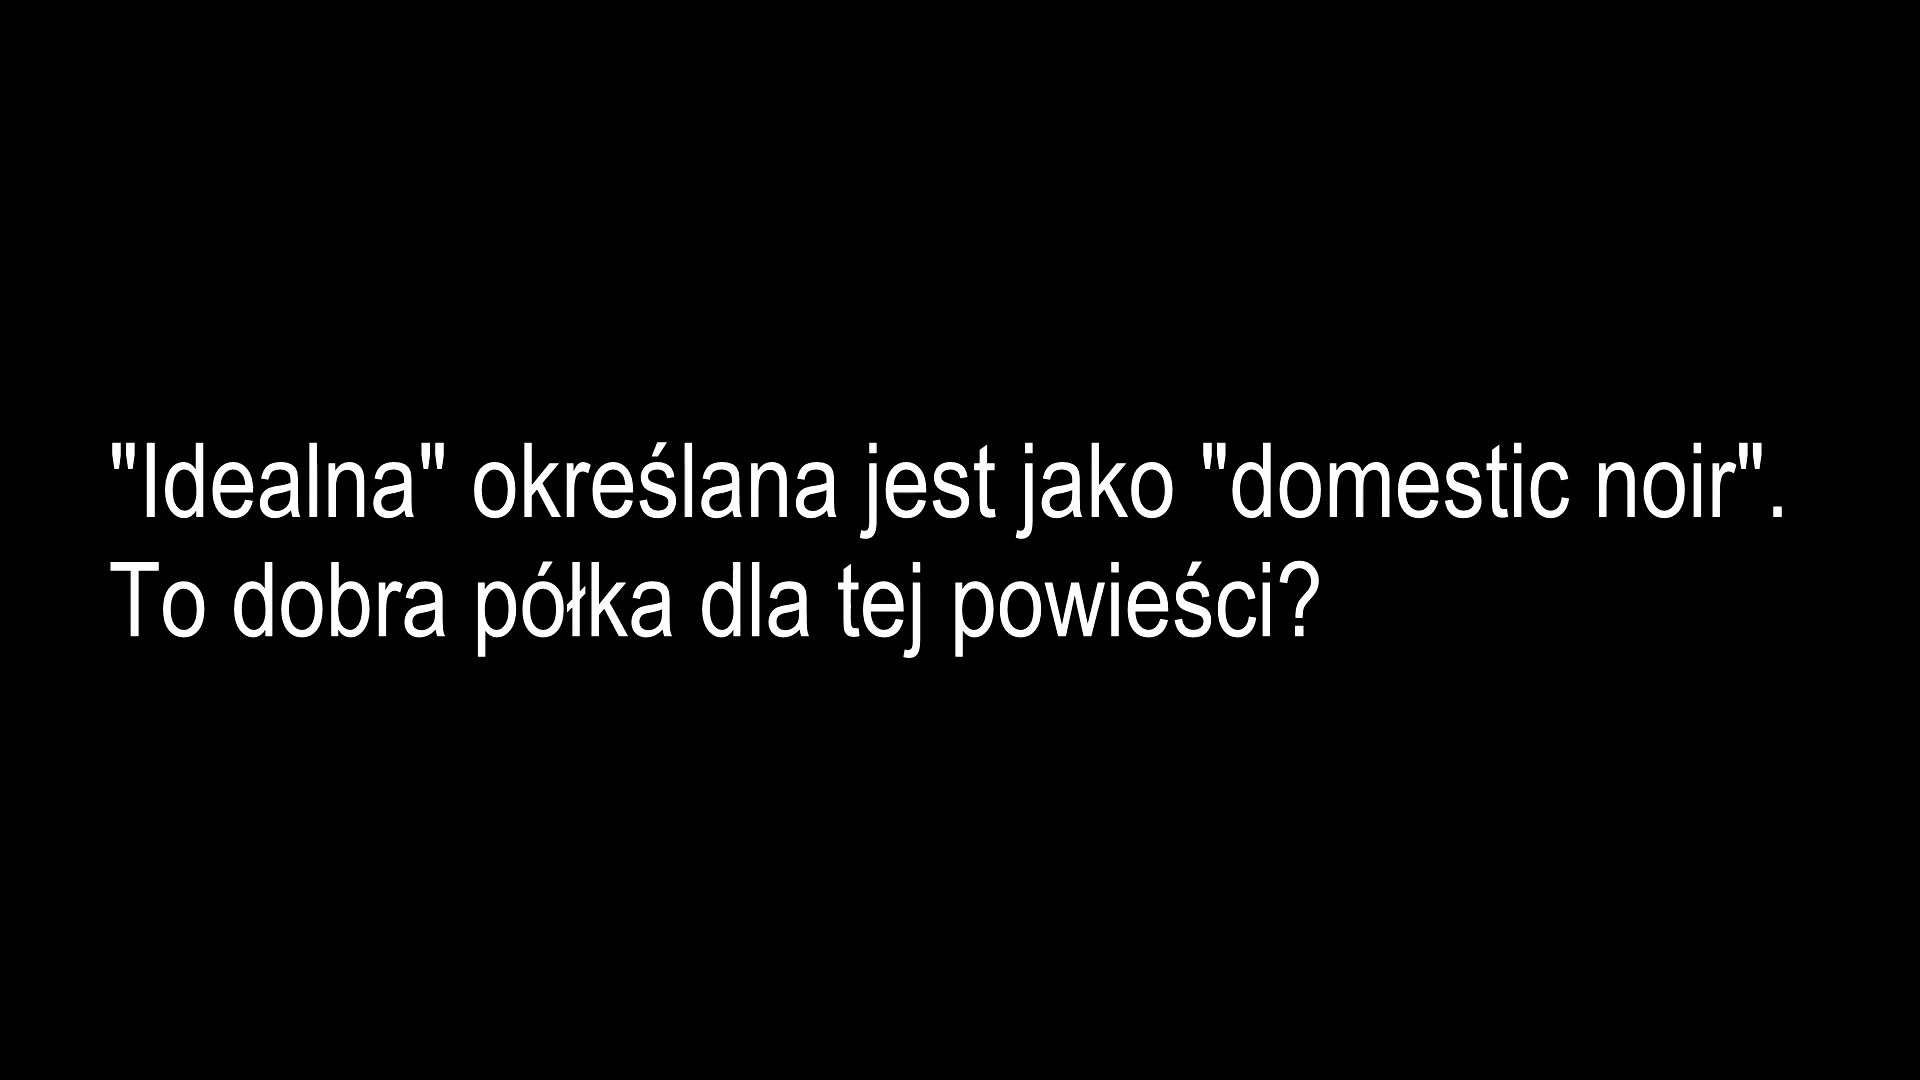 "Idealna" określana jest jako "domestic noir".
To dobra półka dla tej powieści?